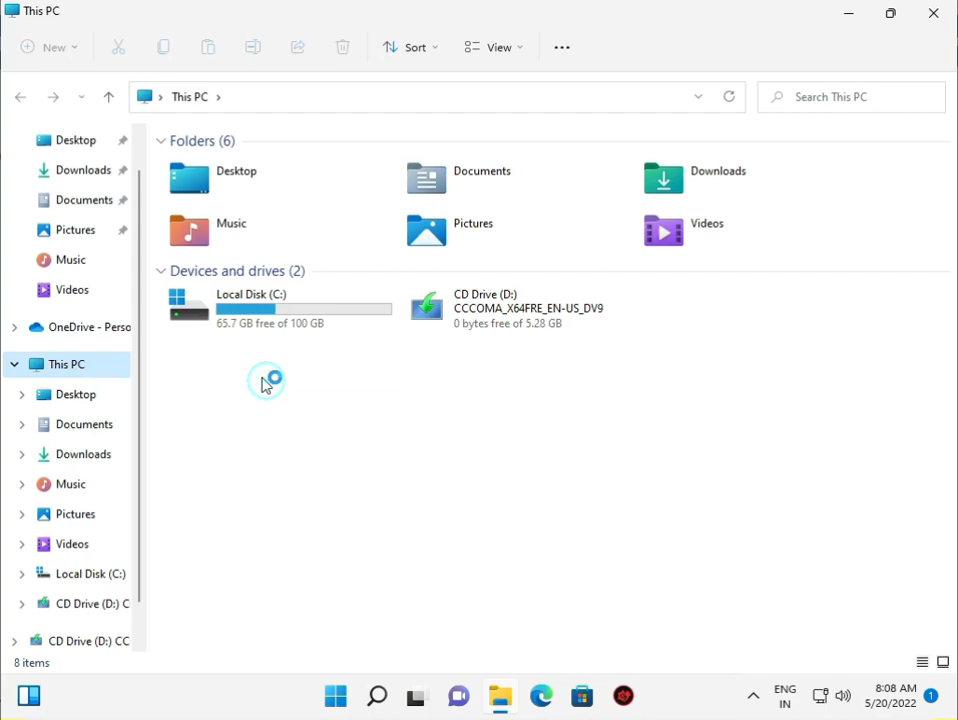 This PC
New
Sort
View
This PC
Search This PC
Desktop
Downloads
Documents
Pictures
Music
Videos
OneDrive - Perso
This PC
Desktop
Documents
Downloads
Music
Pictures
Videos
Local Disk (C:)
CD Drive (D:) C
CD Drive (D:) CC
Folders (6)
Desktop
Documents
Downloads
Music
Pictures
Videos
Devices and drives (2)
Local Disk (C:)
65.7 GB free of 100 GB
CD Drive (D:)
CCCOMA_X64FRE_EN-US_DV9
0 bytes free of 5.28 GB
8 items
ENG
IN
8:08 AM
5/20/2022
1